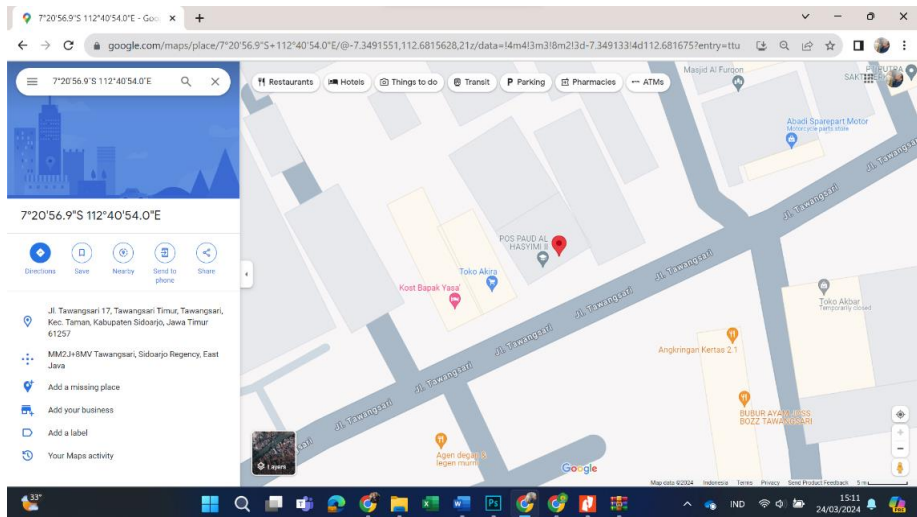 7°20'56.9"S 112°40'54.0"E - Goo
google.com/maps/place/7°20'56.9"S+112°40'54.0"E/@-7.3491551,112.6815628,21z/data=!4m4!3m3!8m2!3d-7.349133!4d112.681675?entry=ttu
7°20'56.9"S 112°40'54.0"E
Restaurants
Hotels
Things to do
Transit
Parking
Pharmacies
ATMs
7°20'56.9"S 112°40'54.0"E
Directions
Save
Nearby
Send to
phone
Share
Jl. Tawangsari 17, Tawangsari Timur, Tawangsari,
Kec. Taman, Kabupaten Sidoarjo, Jawa Timur
61257
MM2J+8MV Tawangsari, Sidoarjo Regency, East
Java
Add a missing place
Add your business
Add a label
Your Maps activity
Layers
Masjid Al Furqon
Abadi Sparepart Motor
Motorcycle parts store
Jl. Tawangsari
POS PAUD AL
HASYIMI II
Toko Akira
Kost Bapak Yasa'
Jl. Tawangsari
Jl. Tawangsari
Jl. Tawangsari
Jl. Tawangsari
Jl. Tawangsari
Toko Akbar
Temporarily closed
Angkringan Kertas 2.1
BUBUR AYAM JOSS
BOZZ TAWANGSARI
Agen degan &
legen murni
Google
Map data ©2024
Indonesia
Terms
Privacy
Send Product Feedback
5 m
33°
IND
15:11
24/03/2024